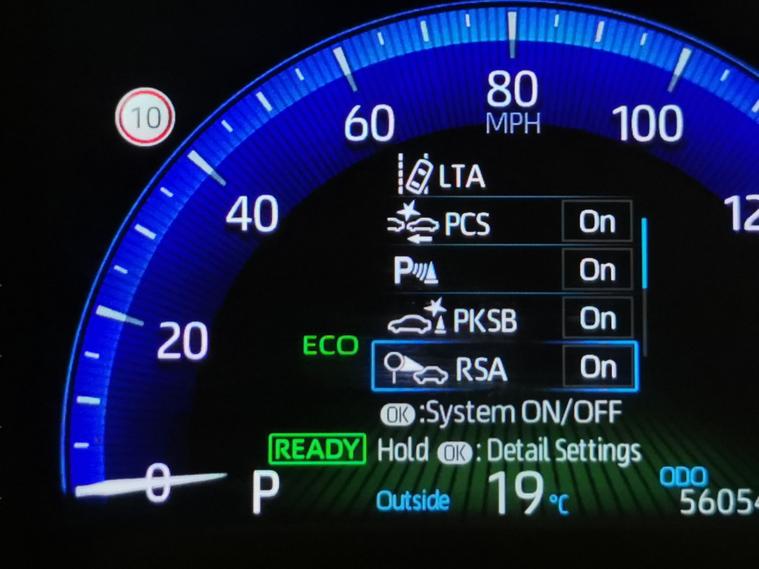 80
MPH
10
60
100
LTA
40
PCS On
P On
PKSB On
20
ECO
RSA On
OK :System ON/OFF
READY Hold OK : Detail Settings
0
P
Outside 19 °C
ODO